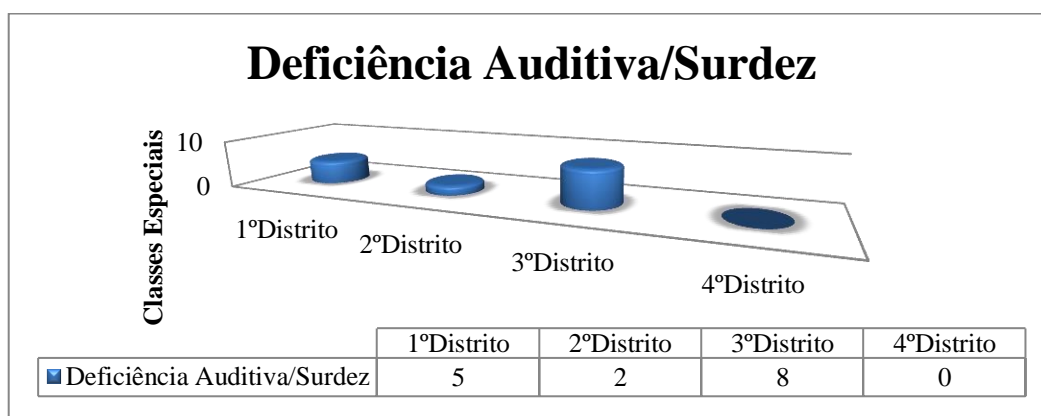 Deficiência Auditiva/Surdez
Classes Especiais
10
0
1ºDistrito
2ºDistrito
3ºDistrito
4ºDistrito
1ºDistrito 2ºDistrito 3ºDistrito 4ºDistrito
Deficiência Auditiva/Surdez 5 2 8 0